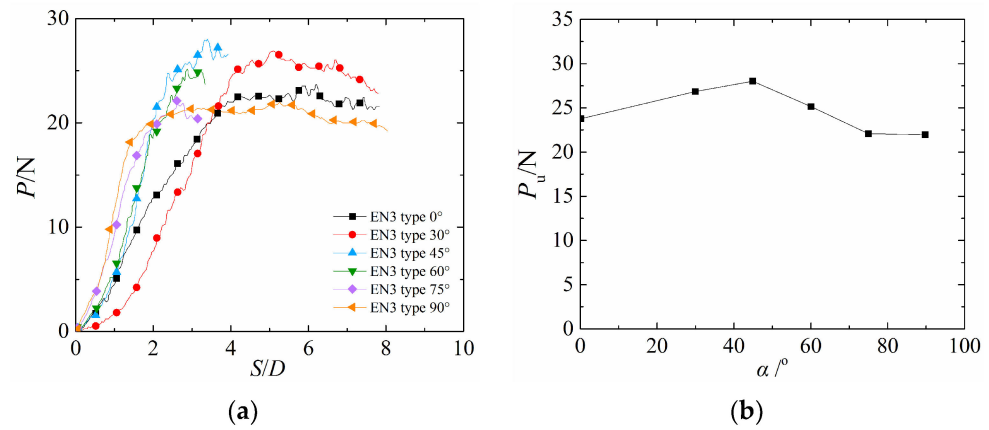 30
20
10
0
P/N
0 2 4 6 8 10
S/D
EN3 type 0°
EN3 type 30°
EN3 type 45°
EN3 type 60°
EN3 type 75°
EN3 type 90°
(a)
35
30
25
20
15
10
5
0
Pu/N
0 20 40 60 80 100
α /°
(b)